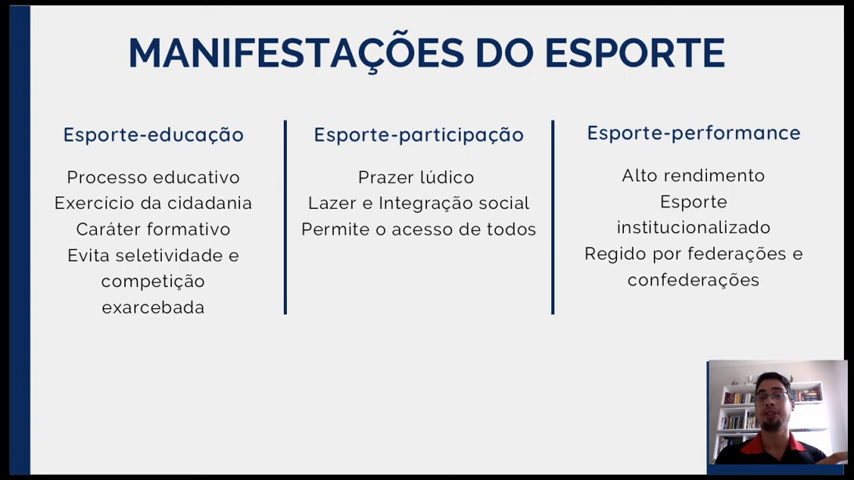 MANIFESTAÇÕES DO ESPORTE
Esporte-educação
Processo educativo
Exercício da cidadania
Caráter formativo
Evita seletividade e
competição
exarcebada
Esporte-participação
Prazer lúdico
Lazer e Integração social
Permite o acesso de todos
Esporte-performance
Alto rendimento
Esporte
institucionalizado
Regido por federações e
confederações